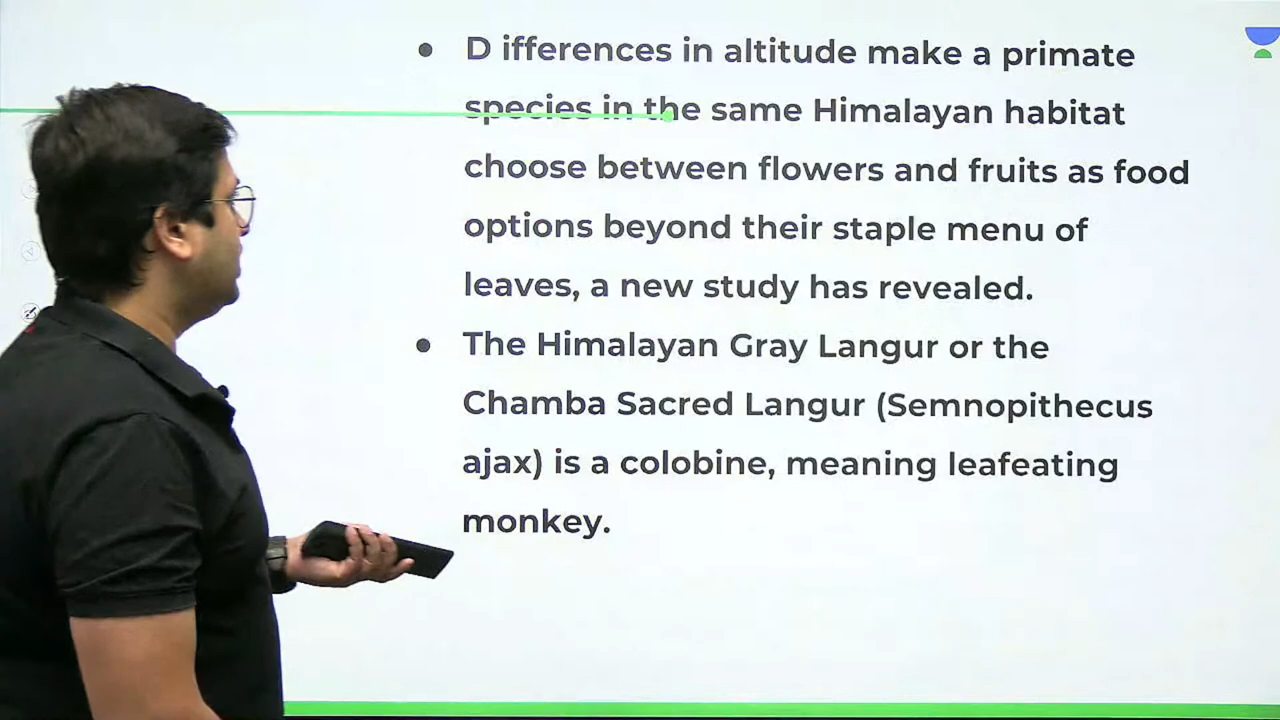 ● D ifferences in altitude make a primate
species in the same Himalayan habitat
choose between flowers and fruits as food
options beyond their staple menu of
leaves, a new study has revealed.
● The Himalayan Gray Langur or the
Chamba Sacred Langur (Semnopithecus
ajax) is a colobine, meaning leafeating
monkey.